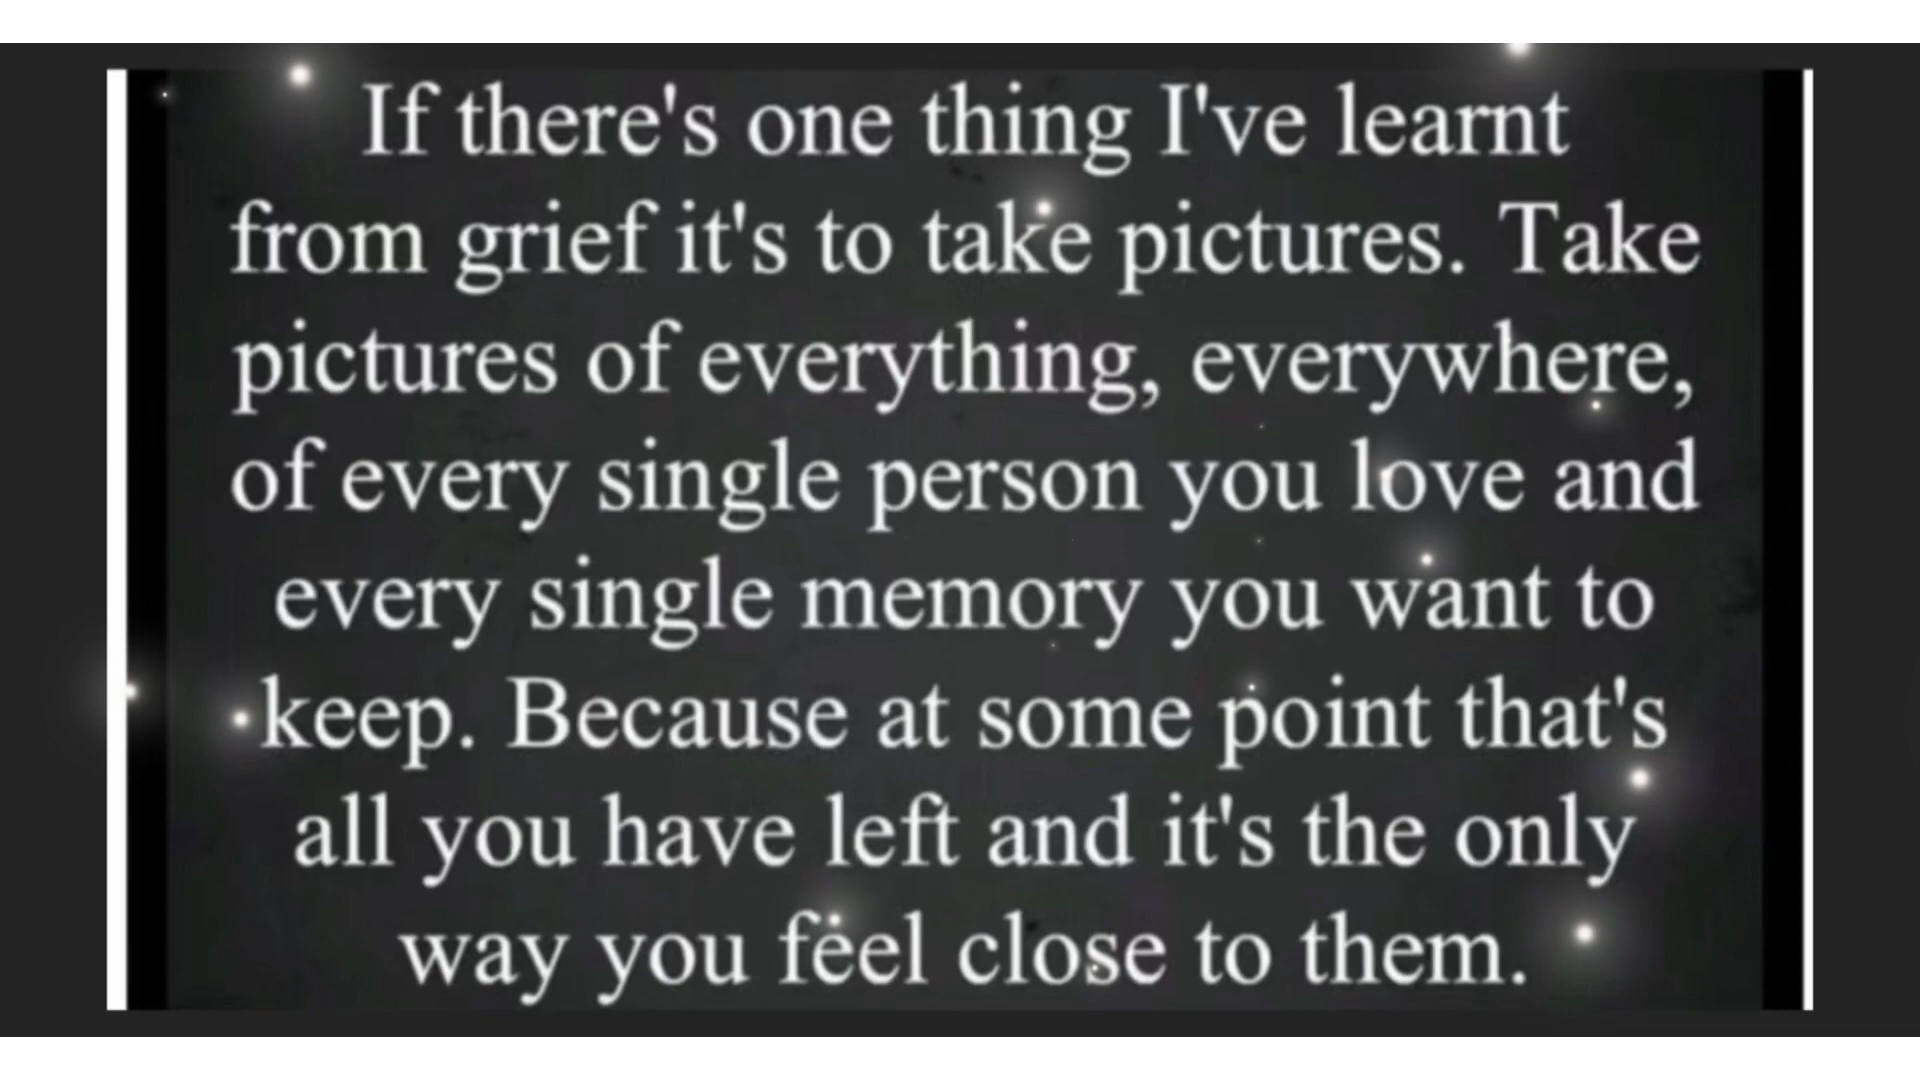 If there's one thing I've learnt
from grief it's to take pictures. Take
pictures of everything, everywhere,
of every single person you love and
every single memory you want to
keep. Because at some point that's
all you have left and it's the only
way you feel close to them.